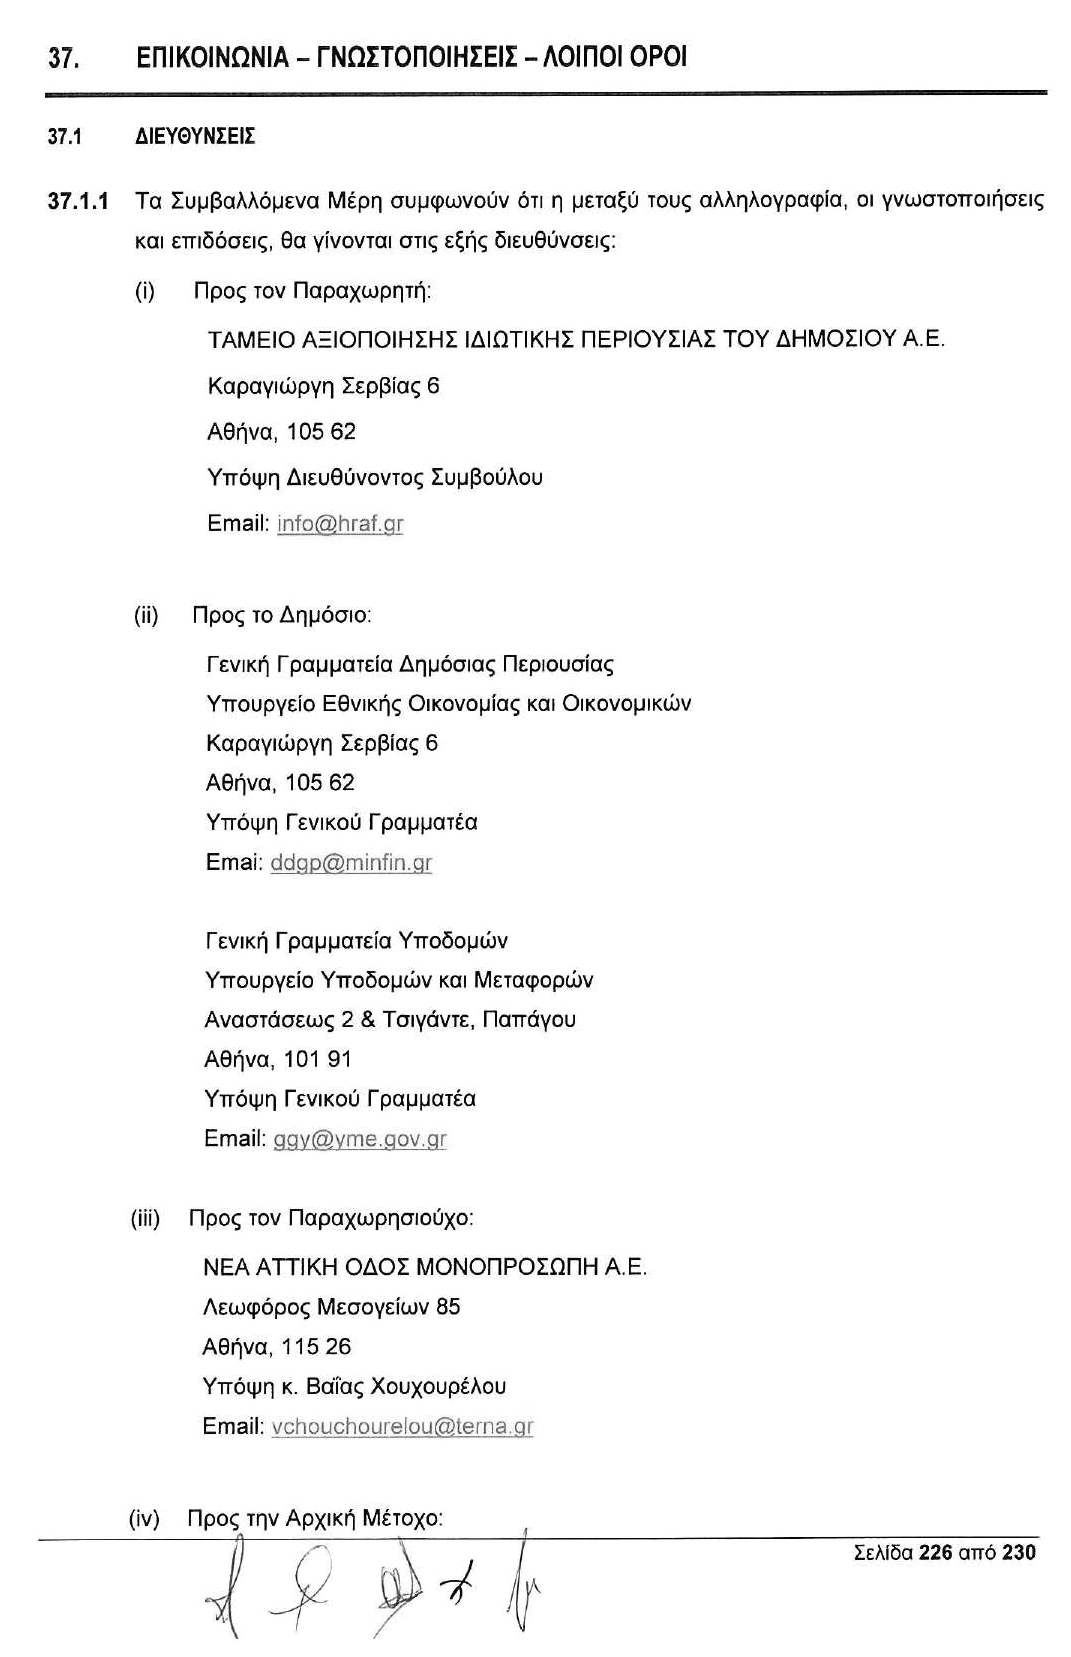 37. ΕΠΙΚΟΙΝΩΝΙΑ – ΓΝΩΣΤΟΠΟΙΗΣΕΙΣ – ΛΟΙΠΟΙ ΟΡΟΙ
37.1 ΔΙΕΥΘΥΝΣΕΙΣ
37.1.1 Τα Συμβαλλόμενα Μέρη συμφωνούν ότι η μεταξύ τους αλληλογραφία, οι γνωστοποιήσεις
και επιδόσεις, θα γίνονται στις εξής διευθύνσεις:
(i) Προς τον Παραχωρητή:
ΤΑΜΕΙΟ ΑΞΙΟΠΟΙΗΣΗΣ ΙΔΙΩΤΙΚΗΣ ΠΕΡΙΟΥΣΙΑΣ ΤΟΥ ΔΗΜΟΣΙΟΥ Α.Ε.
Καραγιώργη Σερβίας 6
Αθήνα, 105 62
Υπόψη Διευθύνοντος Συμβούλου
Email: info@hraf.gr
(ii) Προς το Δημόσιο:
Γενική Γραμματεία Δημόσιας Περιουσίας
Υπουργείο Εθνικής Οικονομίας και Οικονομικών
Καραγιώργη Σερβίας 6
Αθήνα, 105 62
Υπόψη Γενικού Γραμματέα
Emai: ddgp@minfin.gr
Γενική Γραμματεία Υποδομών
Υπουργείο Υποδομών και Μεταφορών
Αναστάσεως 2 & Τσιγάντε, Παπάγου
Αθήνα, 101 91
Υπόψη Γενικού Γραμματέα
Email: ggy@yme.gov.gr
(iii) Προς τον Παραχωρησιούχο:
ΝΕΑ ΑΤΤΙΚΗ ΟΔΟΣ ΜΟΝΟΠΡΟΣΩΠΗ Α.Ε.
Λεωφόρος Μεσογείων 85
Αθήνα, 115 26
Υπόψη κ. Βαΐας Χουχουρέλου
Email: vchouchourelou@terna.gr
(iv) Προς την Αρχική Μέτοχο:
Σελίδα 226 από 230